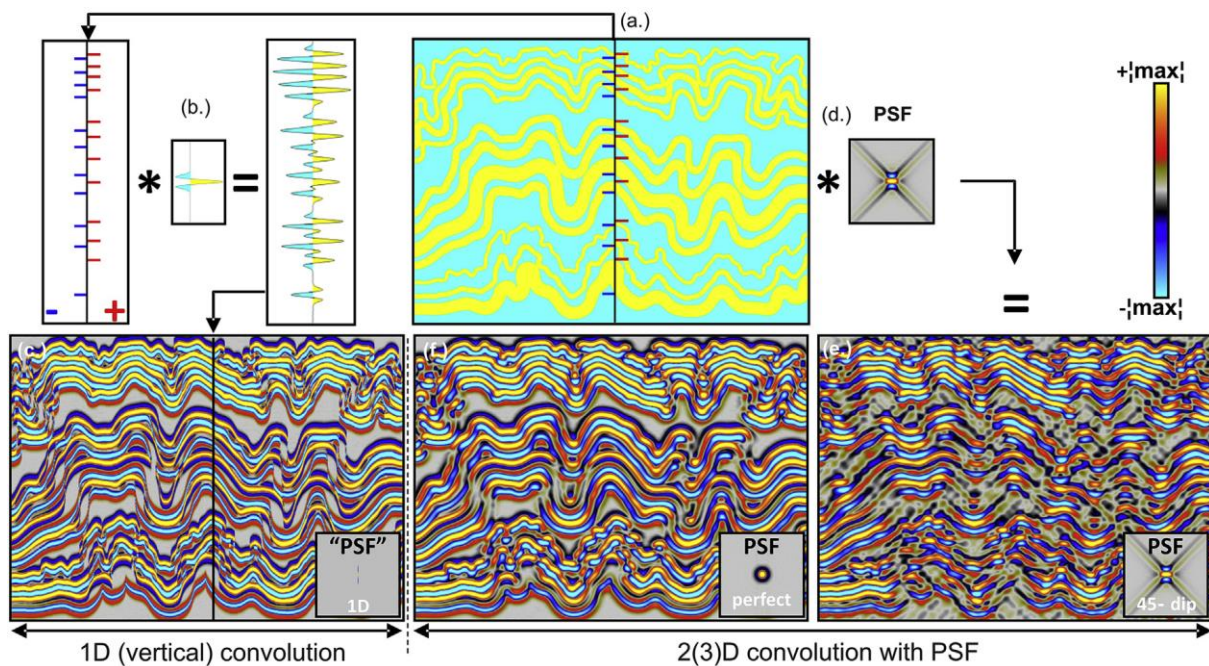 (a.)
+¦max¦
(b.)
(d.) PSF
*
=
*
- +
-¦max¦
=
(c.)
(f.)
(e.)
“PSF”
1D
PSF
perfect
PSF
45- dip
1D (vertical) convolution
2(3)D convolution with PSF